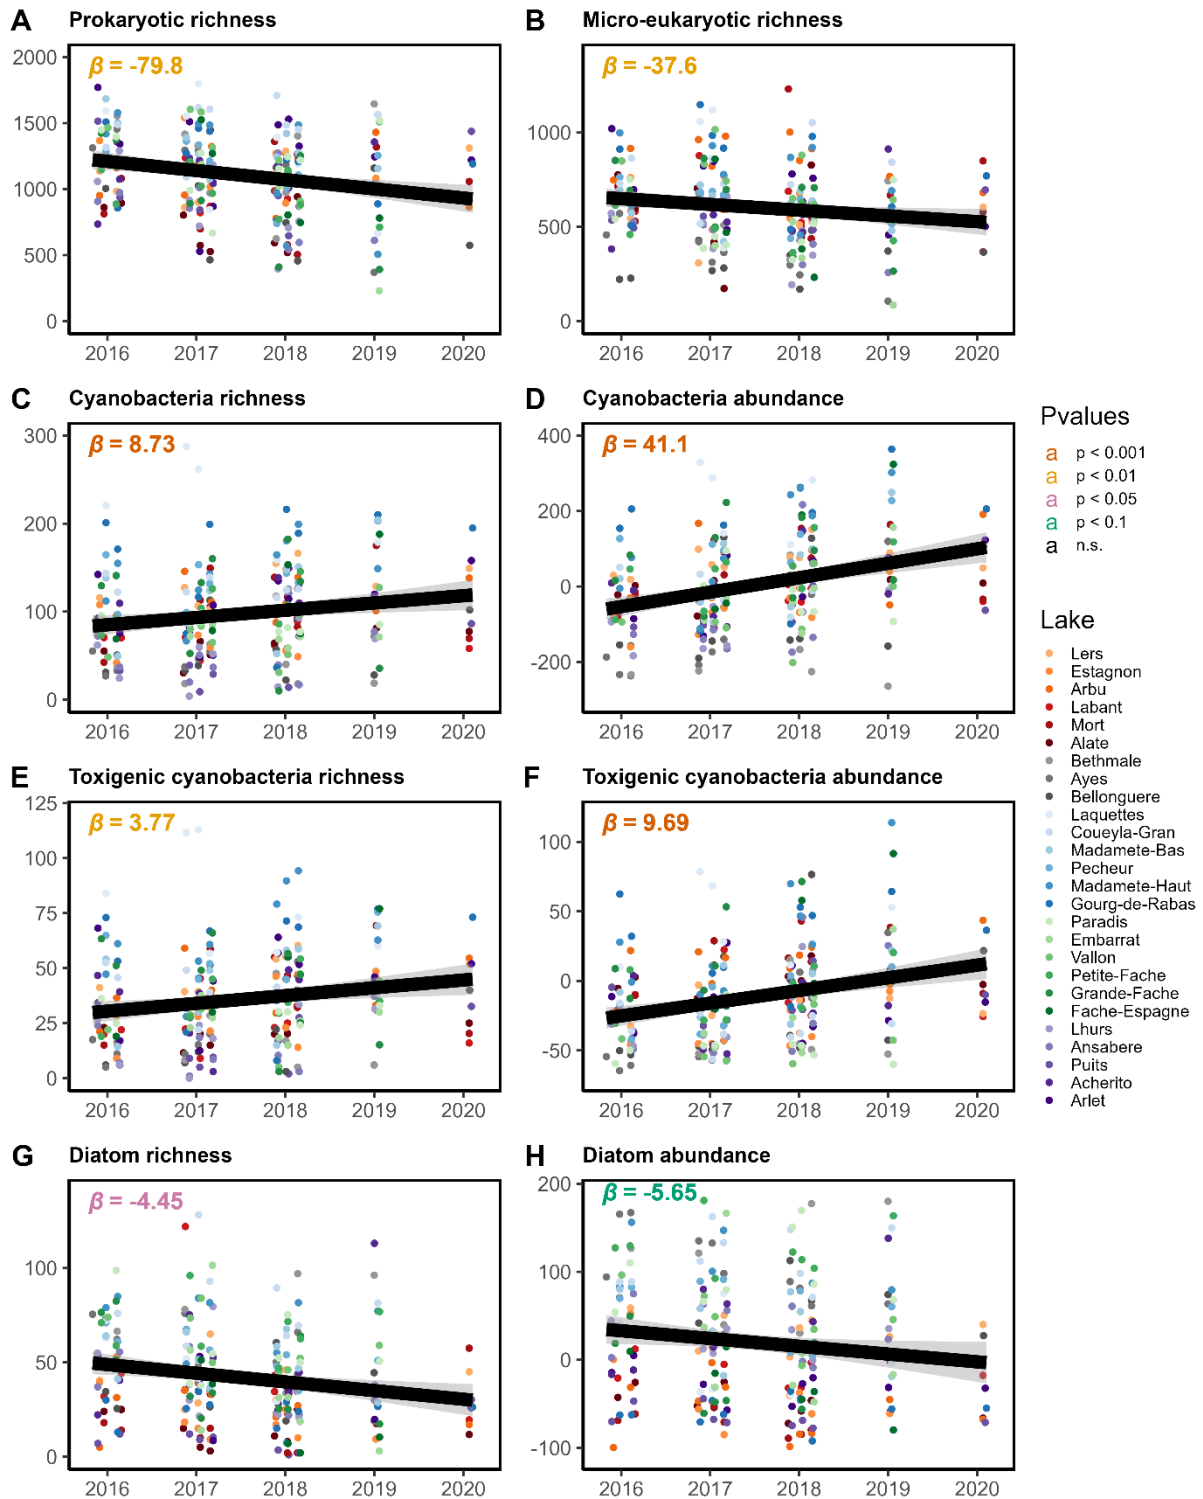 A Prokaryotic richness
β = -79.8
2000
1500
1000
500
0
2016 2017 2018 2019 2020
B Micro-eukaryotic richness
β = -37.6
1000
500
0
2016 2017 2018 2019 2020
C Cyanobacteria richness
β = 8.73
300
200
100
0
2016 2017 2018 2019 2020
D Cyanobacteria abundance
β = 41.1
400
200
0
-200
2016 2017 2018 2019 2020
E Toxigenic cyanobacteria richness
β = 3.77
125
100
75
50
25
0
2016 2017 2018 2019 2020
F Toxigenic cyanobacteria abundance
β = 9.69
100
50
0
-50
2016 2017 2018 2019 2020
G Diatom richness
β = -4.45
100
50
0
2016 2017 2018 2019 2020
H Diatom abundance
β = -5.65
200
100
0
-100
2016 2017 2018 2019 2020
Pvalues
a p < 0.001
a p < 0.01
a p < 0.05
a p < 0.1
a n.s.
Lake
Lers
Estagnon
Arbu
Labant
Mort
Alate
Bethmale
Ayes
Bellonguere
Laquettes
Coueyla-Gran
Madamete-Bas
Pecheur
Madamete-Haut
Gourg-de-Rabas
Paradis
Embarrat
Vallon
Petite-Fache
Grande-Fache
Fache-Espagne
Lhurs
Ansabere
Puits
Acherito
Arlet